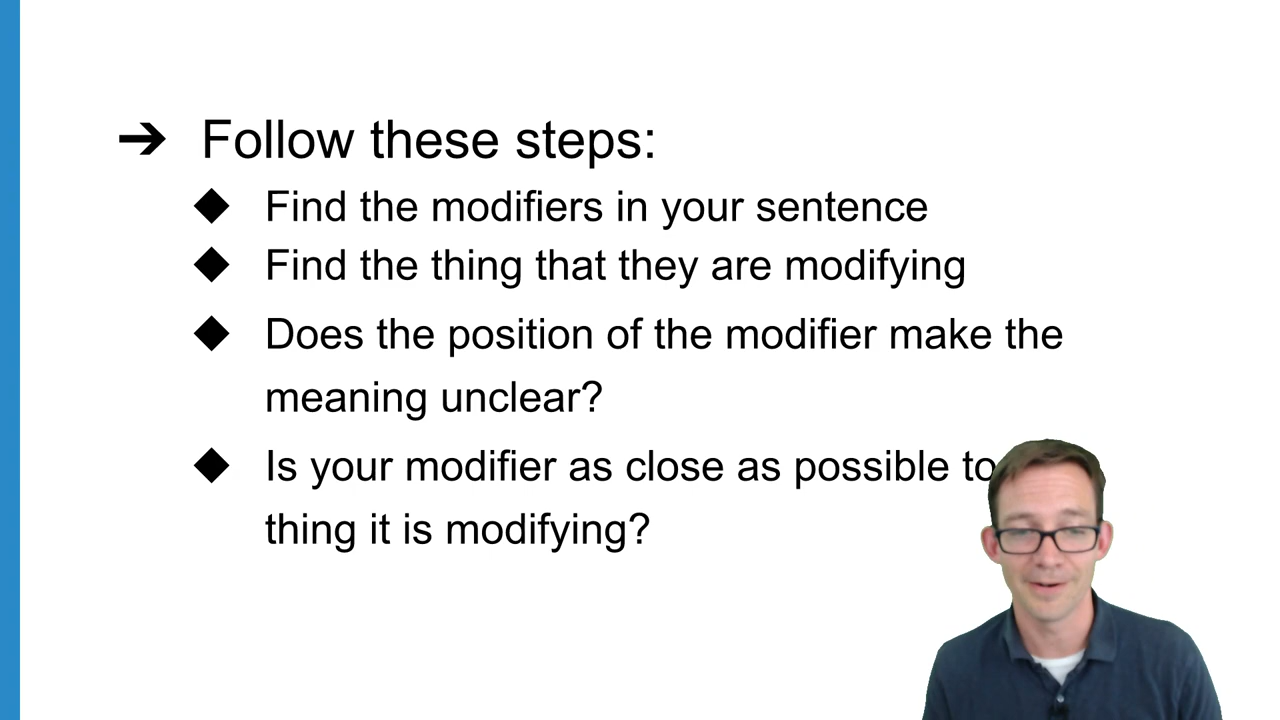 ➔ Follow these steps:
◆ Find the modifiers in your sentence
◆ Find the thing that they are modifying
◆ Does the position of the modifier make the
meaning unclear?
◆ Is your modifier as close as possible to
thing it is modifying?